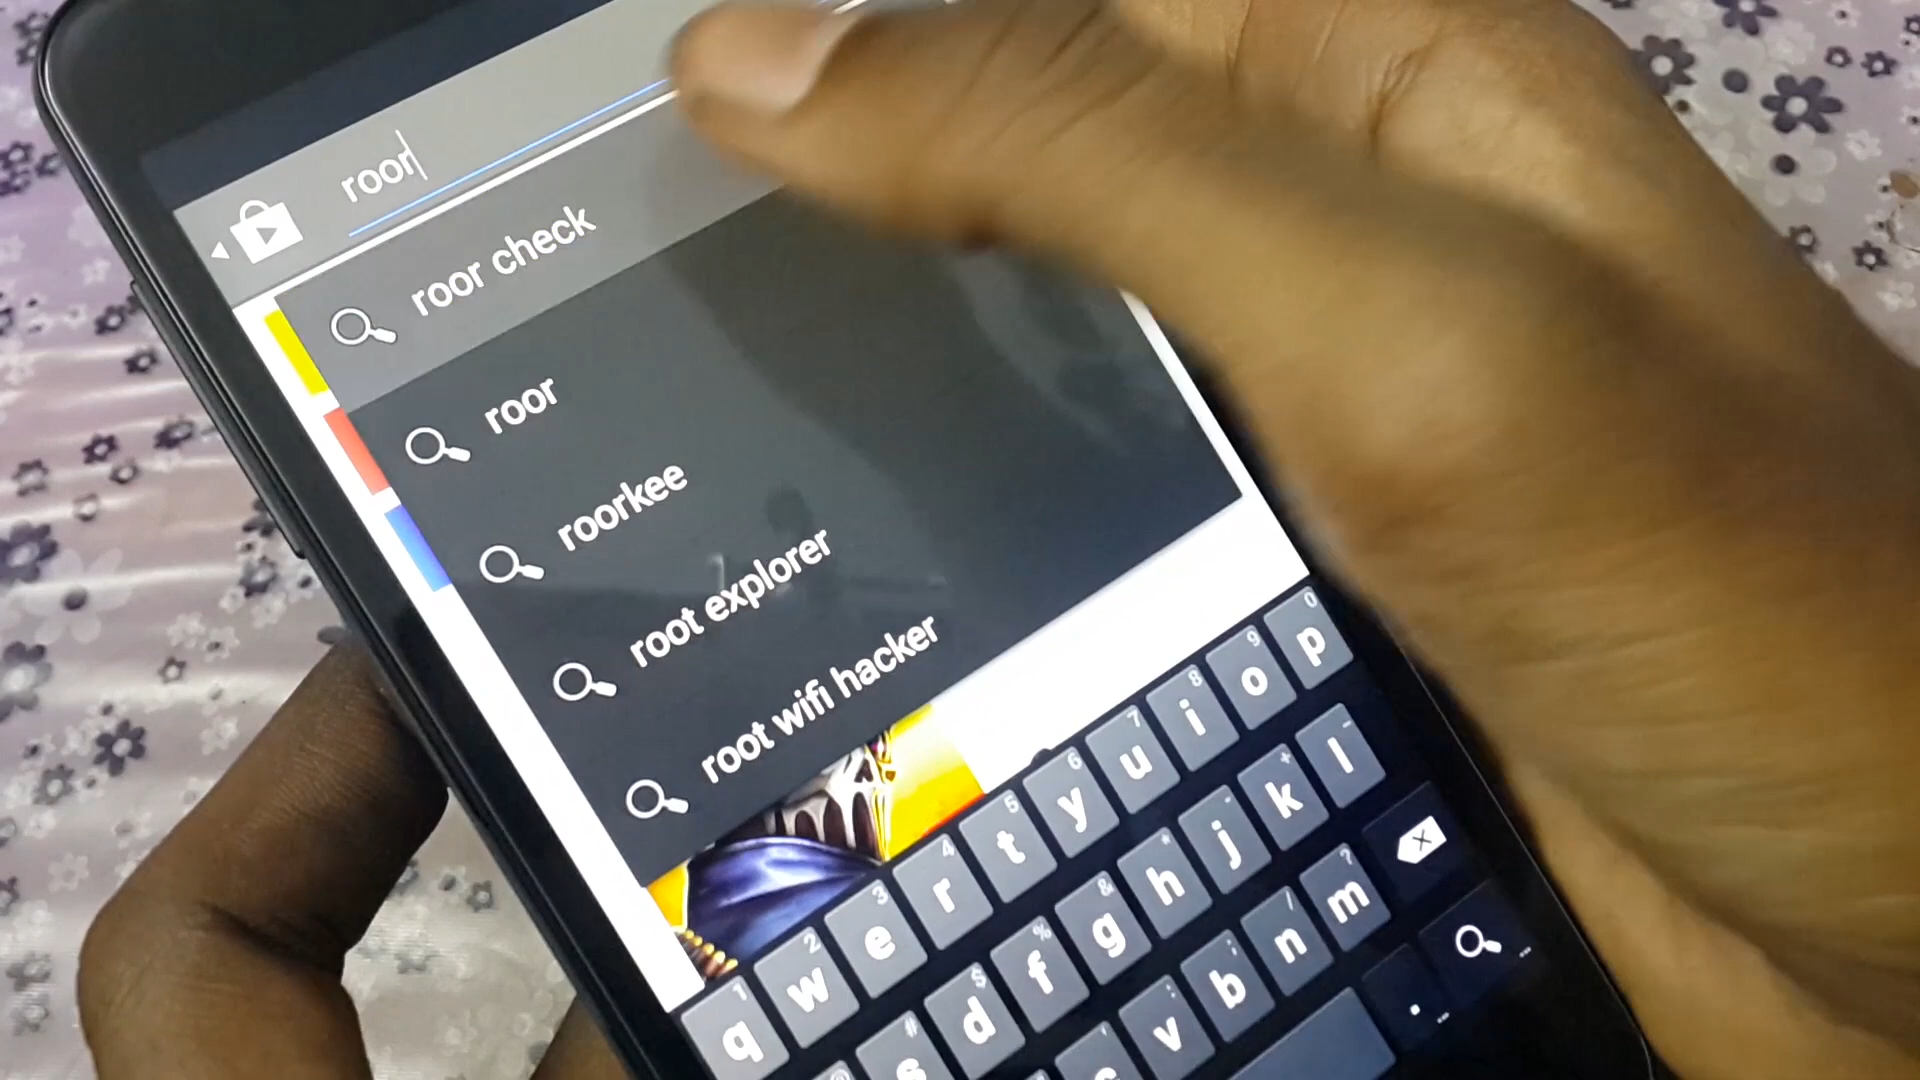 roor
roor check
roor
roorkee
root explorer
root wifi hacker
1 2 3 4 5 6 7 8 9 0
q w e r t y u i o p
# $ % & * - + -
s d f g h j k l
: ; / ?
c v b n m
.